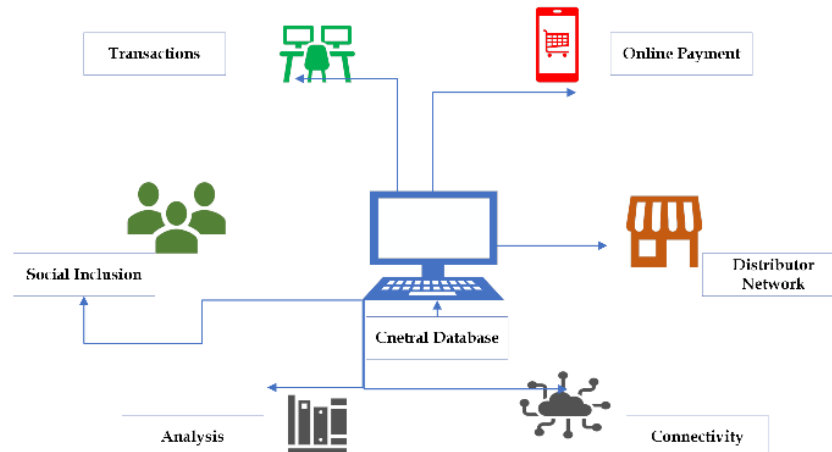 Transactions
Online Payment
Social Inclusion
Distributor
Network
Cnetral Database
Analysis
Connectivity